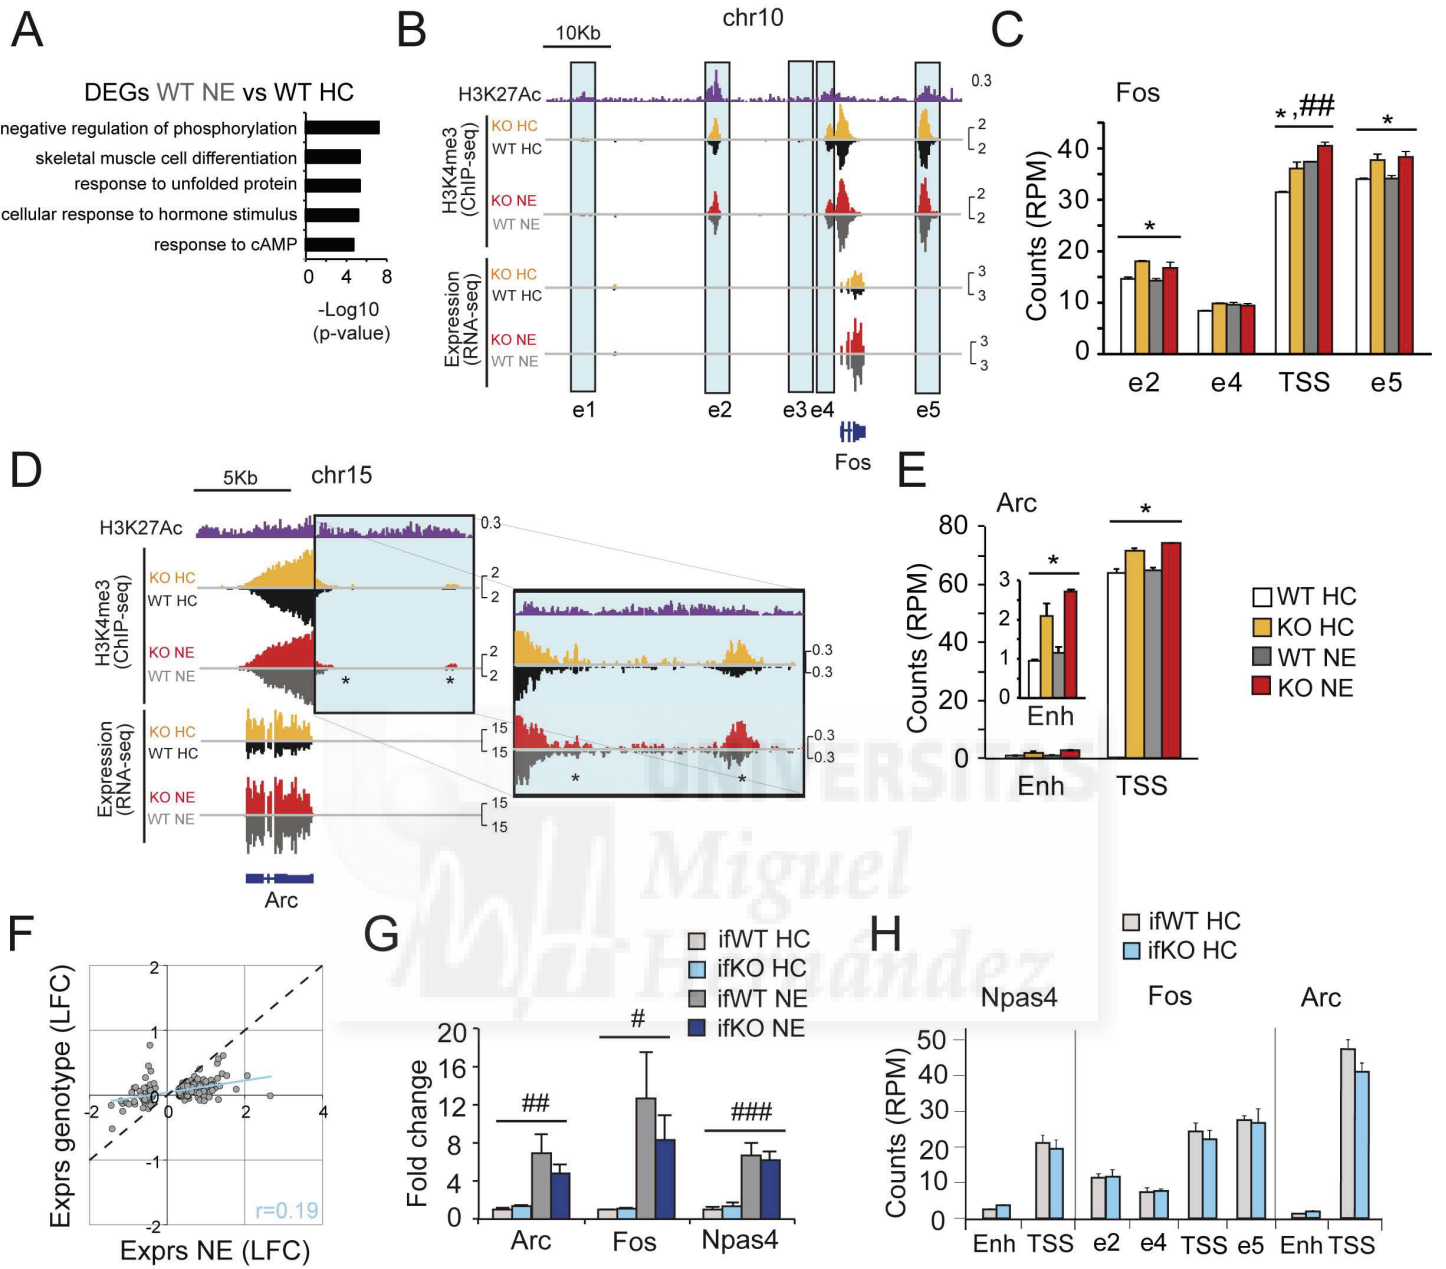 A
DEGs WT NE vs WT HC
negative regulation of phosphorylation
skeletal muscle cell differentiation
response to unfolded protein
cellular response to hormone stimulus
response to cAMP
0 4 8
-Log10
(p-value)
B
10Kb
chr10
H3K27Ac
0.3
H3K4me3
(ChIP-seq)
KO HC
WT HC
2
2
KO NE
WT NE
2
2
Expression
(RNA-seq)
KO HC
WT HC
3
3
KO NE
WT NE
3
3
e1 e2 e3 e4 e5
Fos
C
Fos
Counts (RPM)
40
30
20
10
0
*
*,##
*
e2 e4 TSS e5
D
5Kb
chr15
H3K27Ac
0.3
H3K4me3
(ChIP-seq)
KO HC
WT HC
2
2
KO NE
WT NE
2
2
* *
Expression
(RNA-seq)
KO HC
WT HC
15
15
KO NE
WT NE
15
15
Arc
0.3
0.3
0.3
0.3
* *
E
Arc
Counts (RPM)
80
60
40
20
0
3
2
1
0
*
Enh
*
Enh TSS
WT HC
KO HC
WT NE
KO NE
UNIVERSITAS
Miguel
Hernández
F
Exprs genotype (LFC)
2
1
0
-1
-2
-2 0 2 4
r=0.19
Exprs NE (LFC)
G
ifWT HC
ifKO HC
ifWT NE
ifKO NE
Fold change
20
16
12
8
4
0
##
#
###
Arc Fos Npas4
H
ifWT HC
ifKO HC
Npas4 Fos Arc
Counts (RPM)
50
40
30
20
10
0
Enh TSS e2 e4 TSS e5 Enh TSS